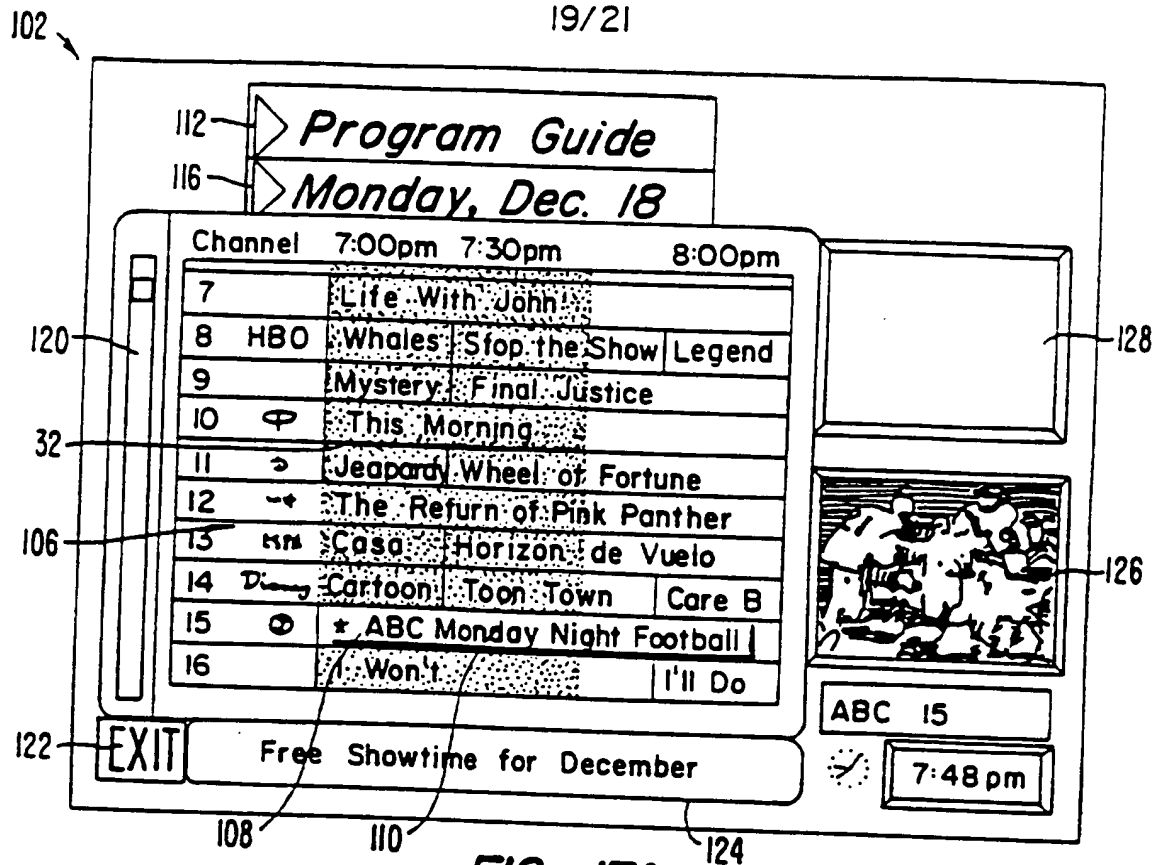 19/21
102
112 Program Guide
116 Monday, Dec. 18
Channel 7:00pm 7:30pm 8:00pm
7 Life With John
8 HBO Whales Stop the Show Legend
9 Mystery Final Justice
10 This Morning
32
11 Jeapardy Wheel of Fortune
12 The Return of Pink Panther
13 Casa Horizon de Vuelo
14 Cartoon Toon Town Care B
15 * ABC Monday Night Football
16 I Won't I'll Do
120
106
128
126
ABC 15
122 EXIT Free Showtime for December
7:48pm
108 110 124
FIG.